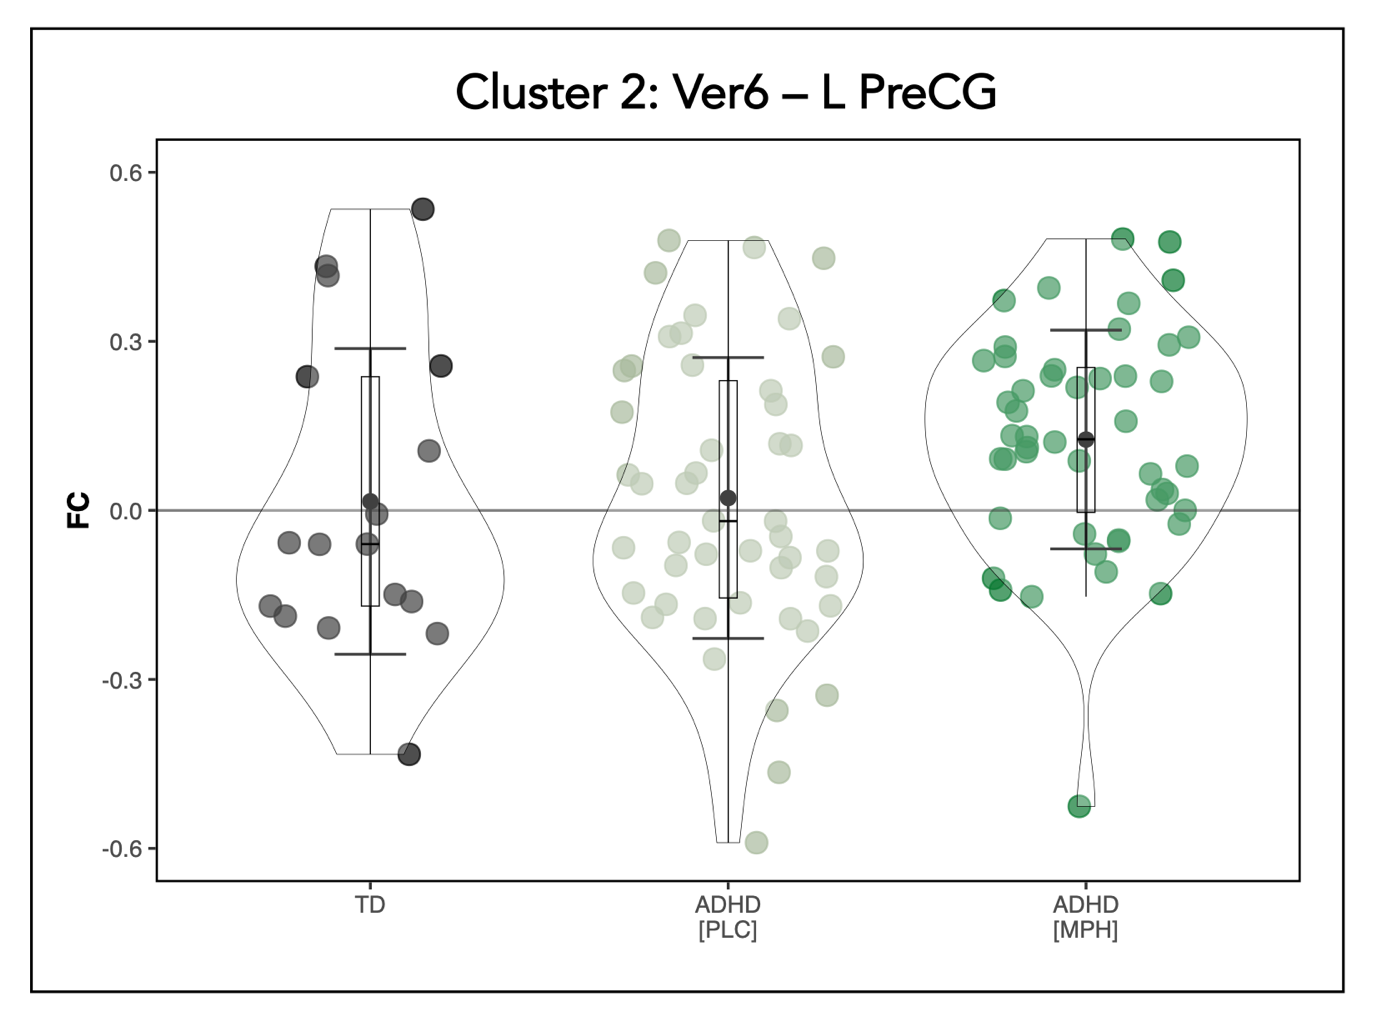 Cluster 2: Ver6 – L PreCG
0.6
0.3
FC
0.0
-0.3
-0.6
TD
ADHD
[PLC]
ADHD
[MPH]